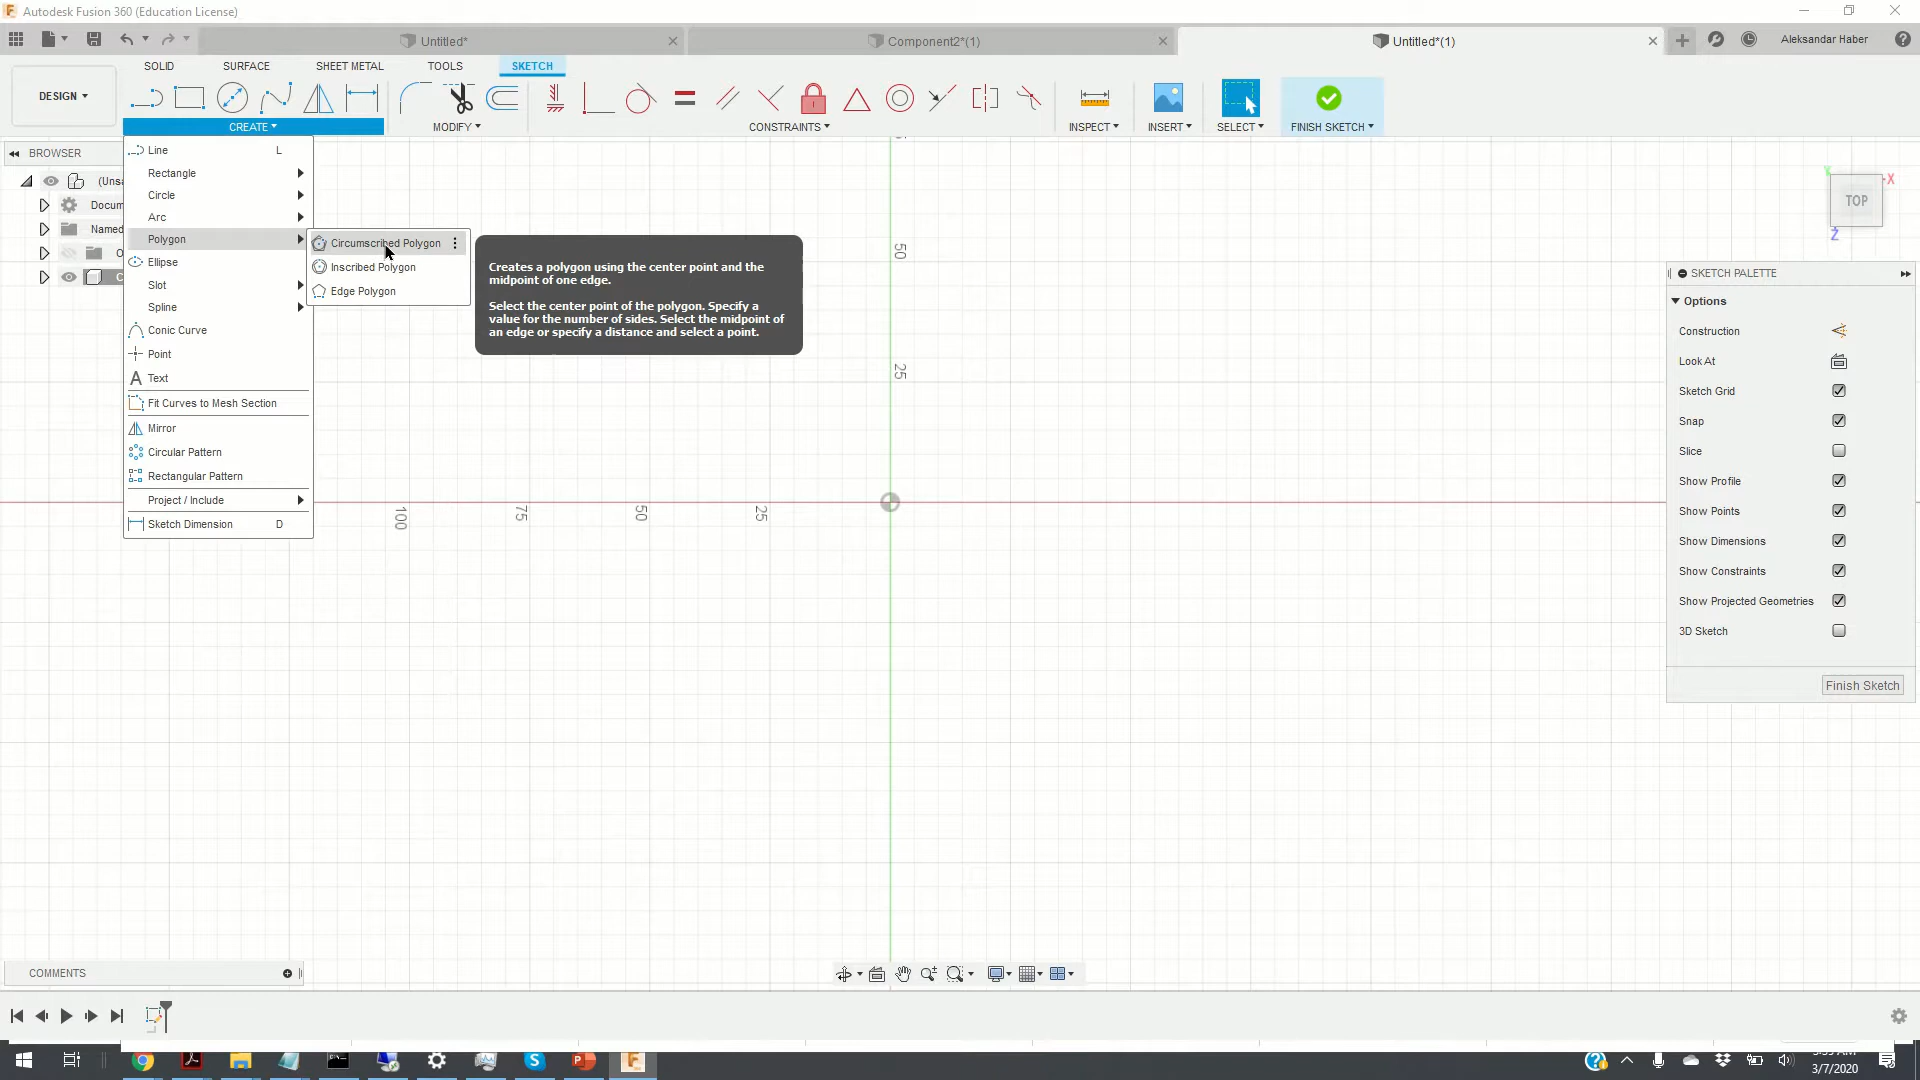 Autodesk Fusion 360 (Education License)
Untitled*
Component2*(1)
Untitled*(1)
Aleksandar Haber
SOLID
SURFACE
SHEET METAL
TOOLS
SKETCH
DESIGN
CREATE
MODIFY
CONSTRAINTS
INSPECT
INSERT
SELECT
FINISH SKETCH
BROWSER
(Uns
Docum
Named
O
C
Line L
Rectangle
Circle
Arc
Polygon
Ellipse
Slot
Spline
Conic Curve
Point
Text
Fit Curves to Mesh Section
Mirror
Circular Pattern
Rectangular Pattern
Project / Include
Sketch Dimension D
Circumscribed Polygon
Inscribed Polygon
Edge Polygon
Creates a polygon using the center point and the
midpoint of one edge.
Select the center point of the polygon. Specify a
value for the number of sides. Select the midpoint of
an edge or specify a distance and select a point.
50
25
100
75
50
25
TOP
X
Z
SKETCH PALETTE
Options
Construction
Look At
Sketch Grid
Snap
Slice
Show Profile
Show Points
Show Dimensions
Show Constraints
Show Projected Geometries
3D Sketch
Finish Sketch
COMMENTS
3/7/2020